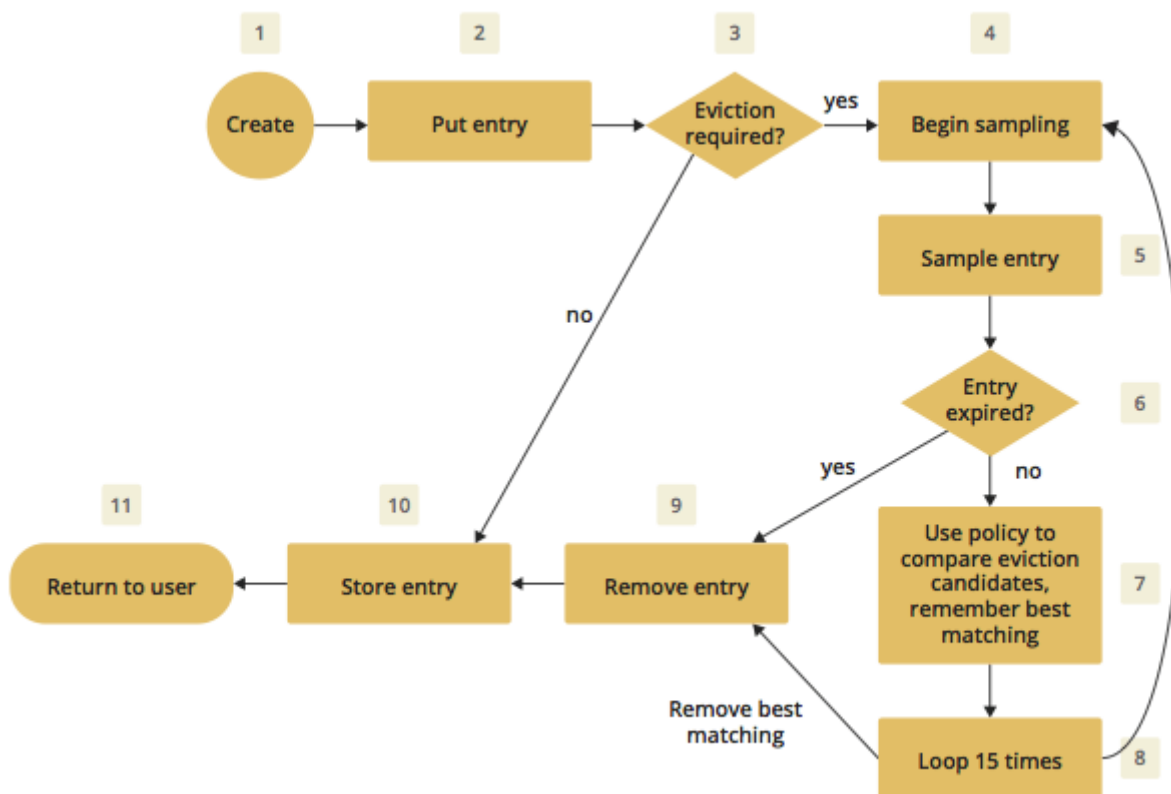 1
2
3
4
Create
Put entry
Eviction
required?
yes
Begin sampling
Sample entry
5
no
Entry
expired?
6
yes
no
11
10
9
Return to user
Store entry
Remove entry
Use policy to
compare eviction
candidates,
remember best
matching
7
Remove best
matching
Loop 15 times
8